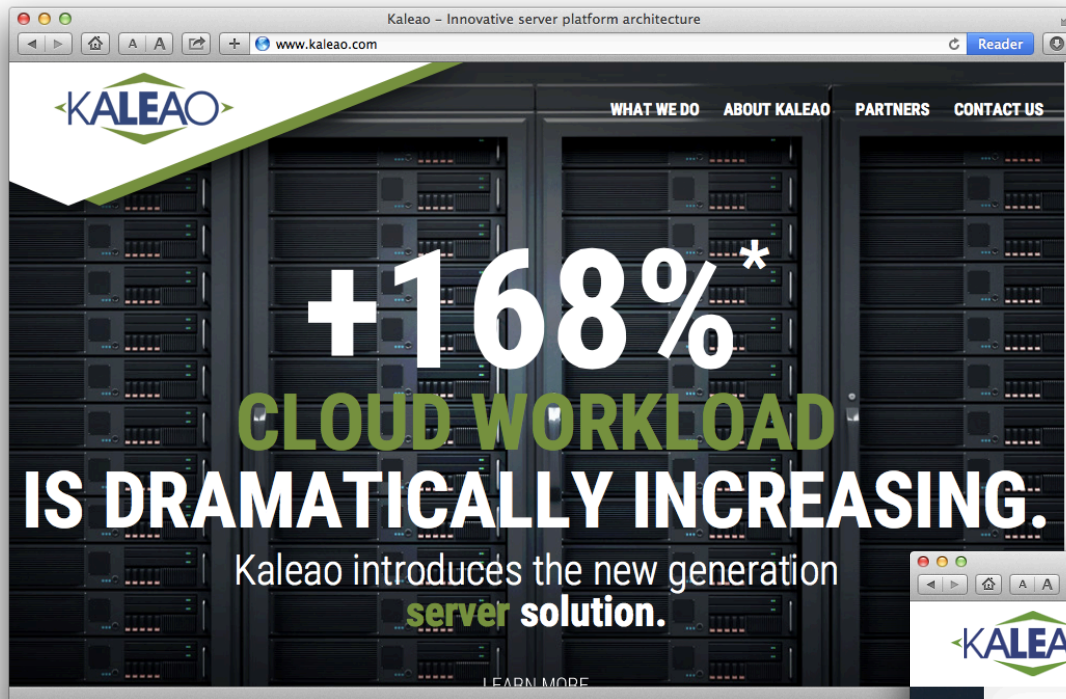 Kaleao – Innovative server platform architecture
A A
www.kaleao.com
Reader
KALEAO
WHAT WE DO ABOUT KALEAO PARTNERS CONTACT US
+168%*
CLOUD WORKLOAD
IS DRAMATICALLY INCREASING.
Kaleao introduces the new generation
server solution.
LEARN MORE
A A
KALEA